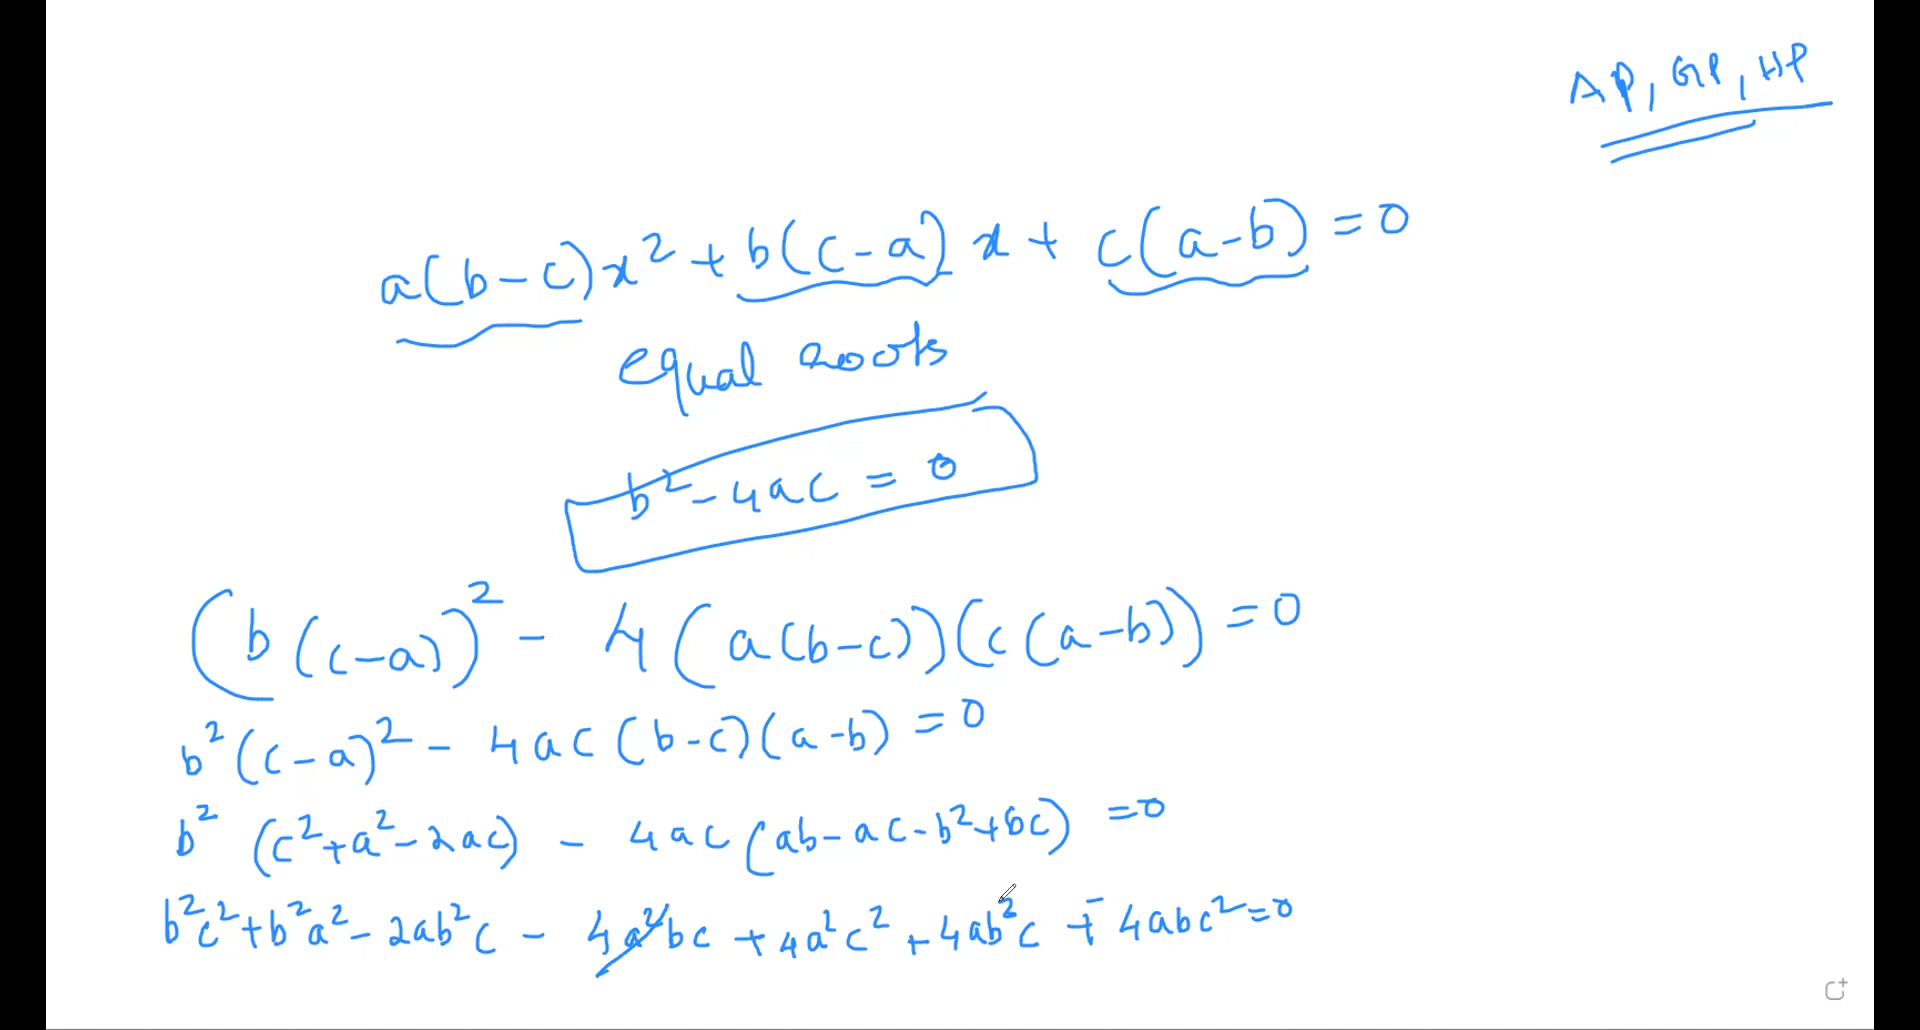 AP, GP, HP
a(b-c)x² + b(c-a)x + c(a-b) = 0
equal roots
b² - 4ac = 0
(b(c-a))² - 4(a(b-c))(c(a-b)) = 0
b²(c-a)² - 4ac(b-c)(a-b) = 0
b² (c²+a²-2ac) - 4ac(ab-ac-b²+bc) = 0
b²c²+b²a²-2ab²c - 4a²bc + 4a²c² + 4ab²c - 4abc² = 0